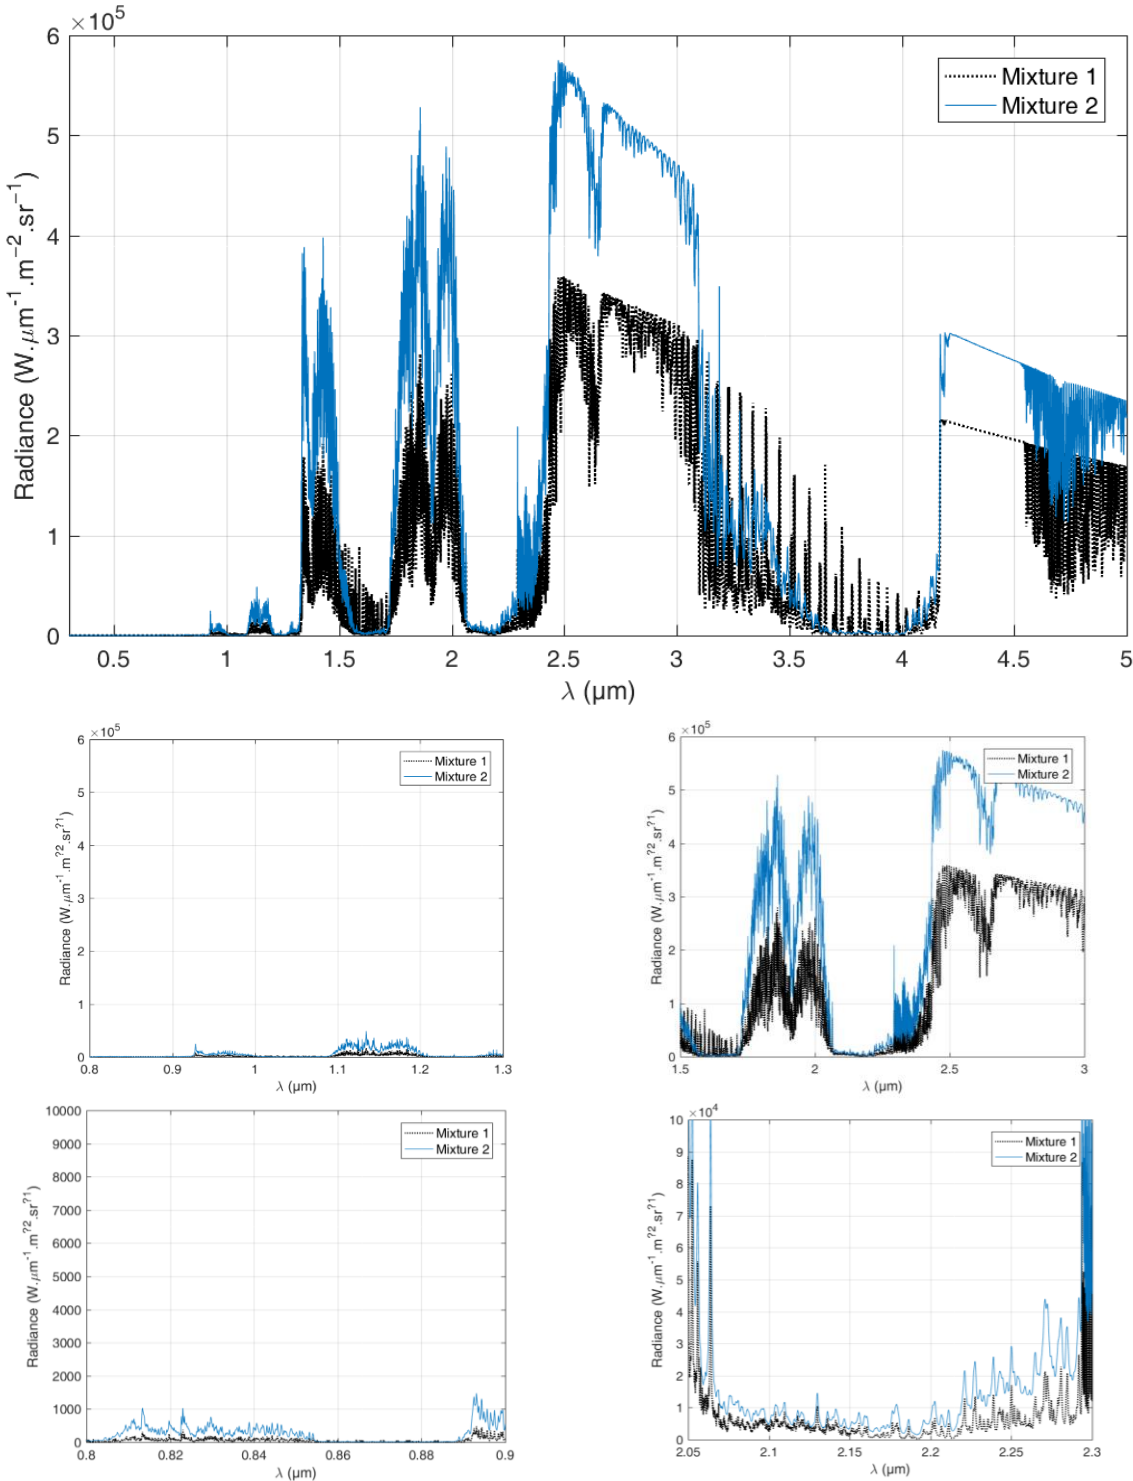 ×10⁵
6
5
4
3
2
1
0
Radiance (W.μm⁻¹.m⁻².sr⁻¹)
Mixture 1
Mixture 2
0.5 1 1.5 2 2.5 3 3.5 4 4.5 5
λ (μm)
×10⁵
6
5
4
3
2
1
0
Radiance (W.μm⁻¹.m?².sr?¹)
Mixture 1
Mixture 2
0.8 0.9 1 1.1 1.2 1.3
λ (μm)
×10⁵
6
5
4
3
2
1
0
Radiance (W.μm⁻¹.m?².sr?¹)
Mixture 1
Mixture 2
1.5 2 2.5 3
λ (μm)
10000
9000
8000
7000
6000
5000
4000
3000
2000
1000
0
Radiance (W.μm⁻¹.m?².sr?¹)
Mixture 1
Mixture 2
0.8 0.82 0.84 0.86 0.88 0.9
λ (μm)
×10⁴
10
9
8
7
6
5
4
3
2
1
0
Radiance (W.μm⁻¹.m?².sr?¹)
Mixture 1
Mixture 2
2.05 2.1 2.15 2.2 2.25 2.3
λ (μm)